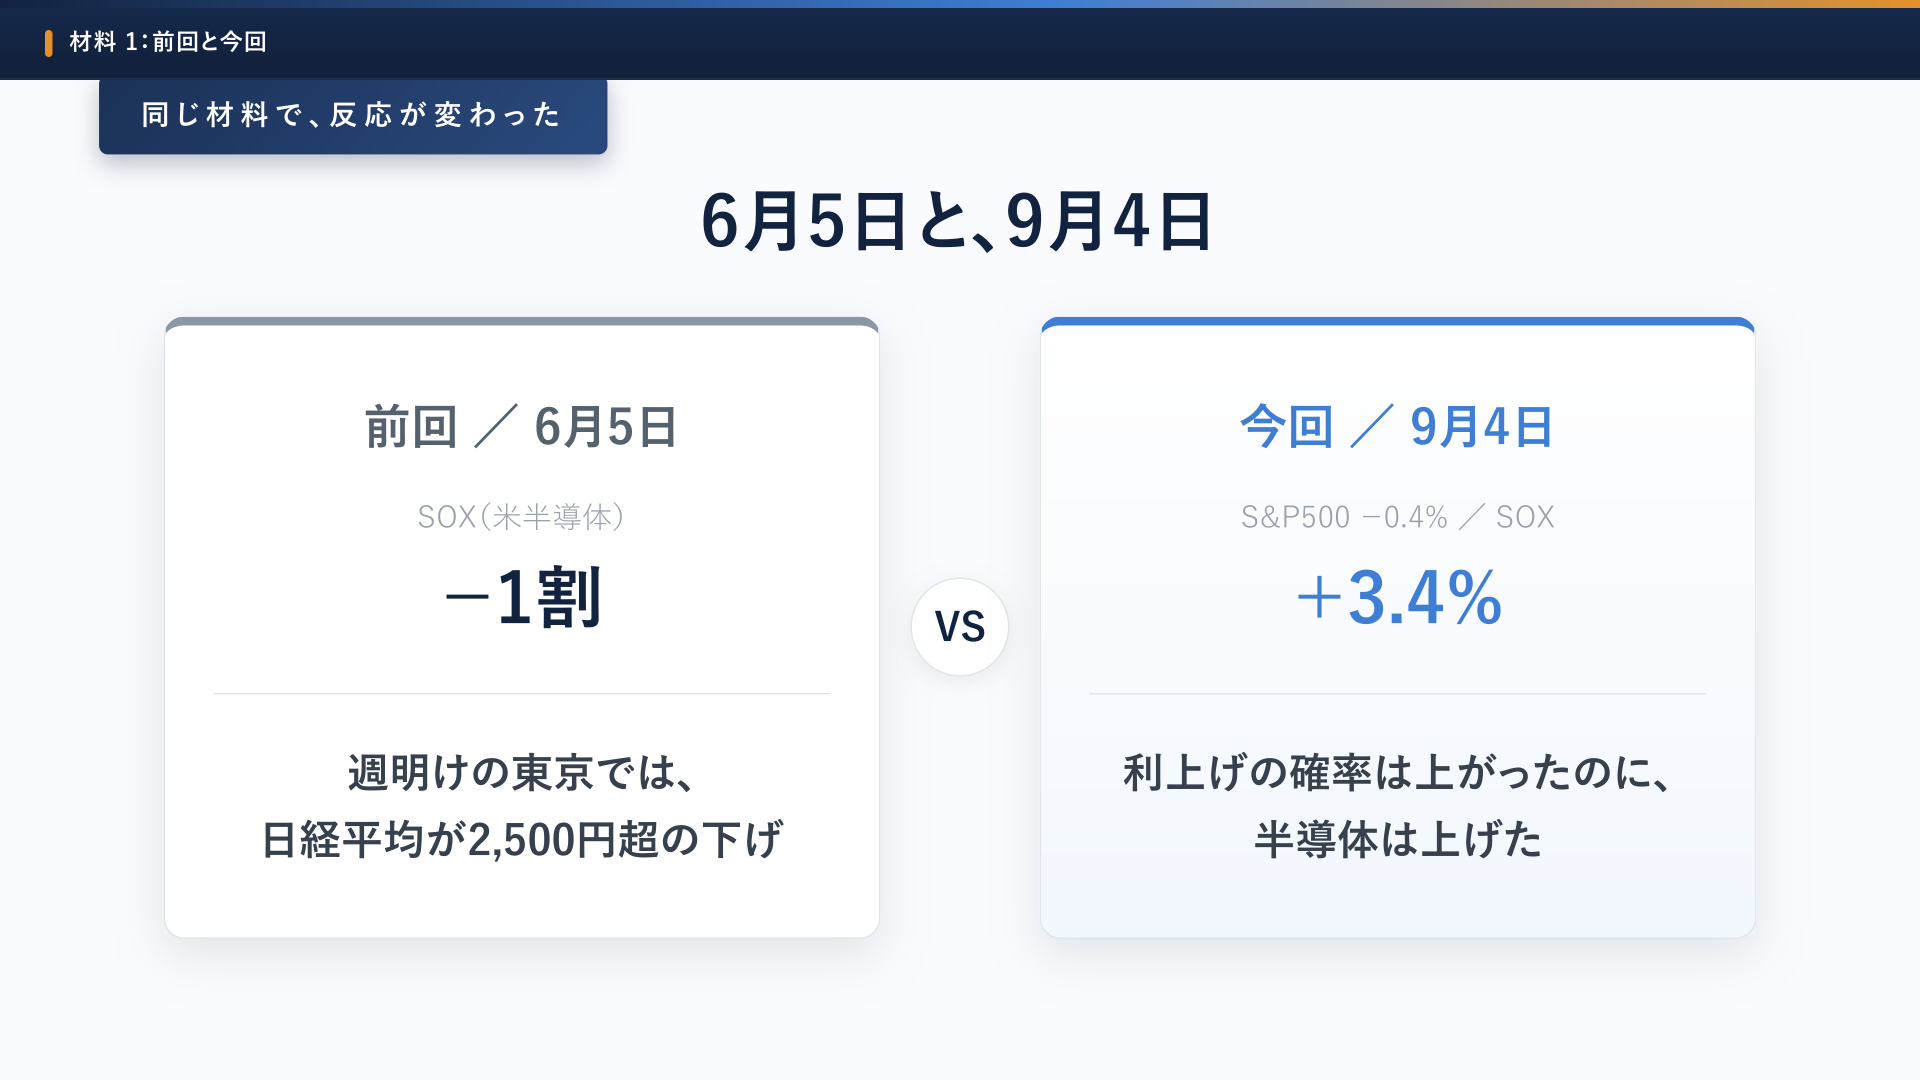 材料 1：前回と今回
同じ材料で、反応が変わった
6月5日と、9月4日
前回 ／ 6月5日
SOX（米半導体）
−1割
週明けの東京では、
日経平均が2,500円超の下げ
VS
今回 ／ 9月4日
S&P500 −0.4% ／ SOX
＋3.4%
利上げの確率は上がったのに、
半導体は上げた